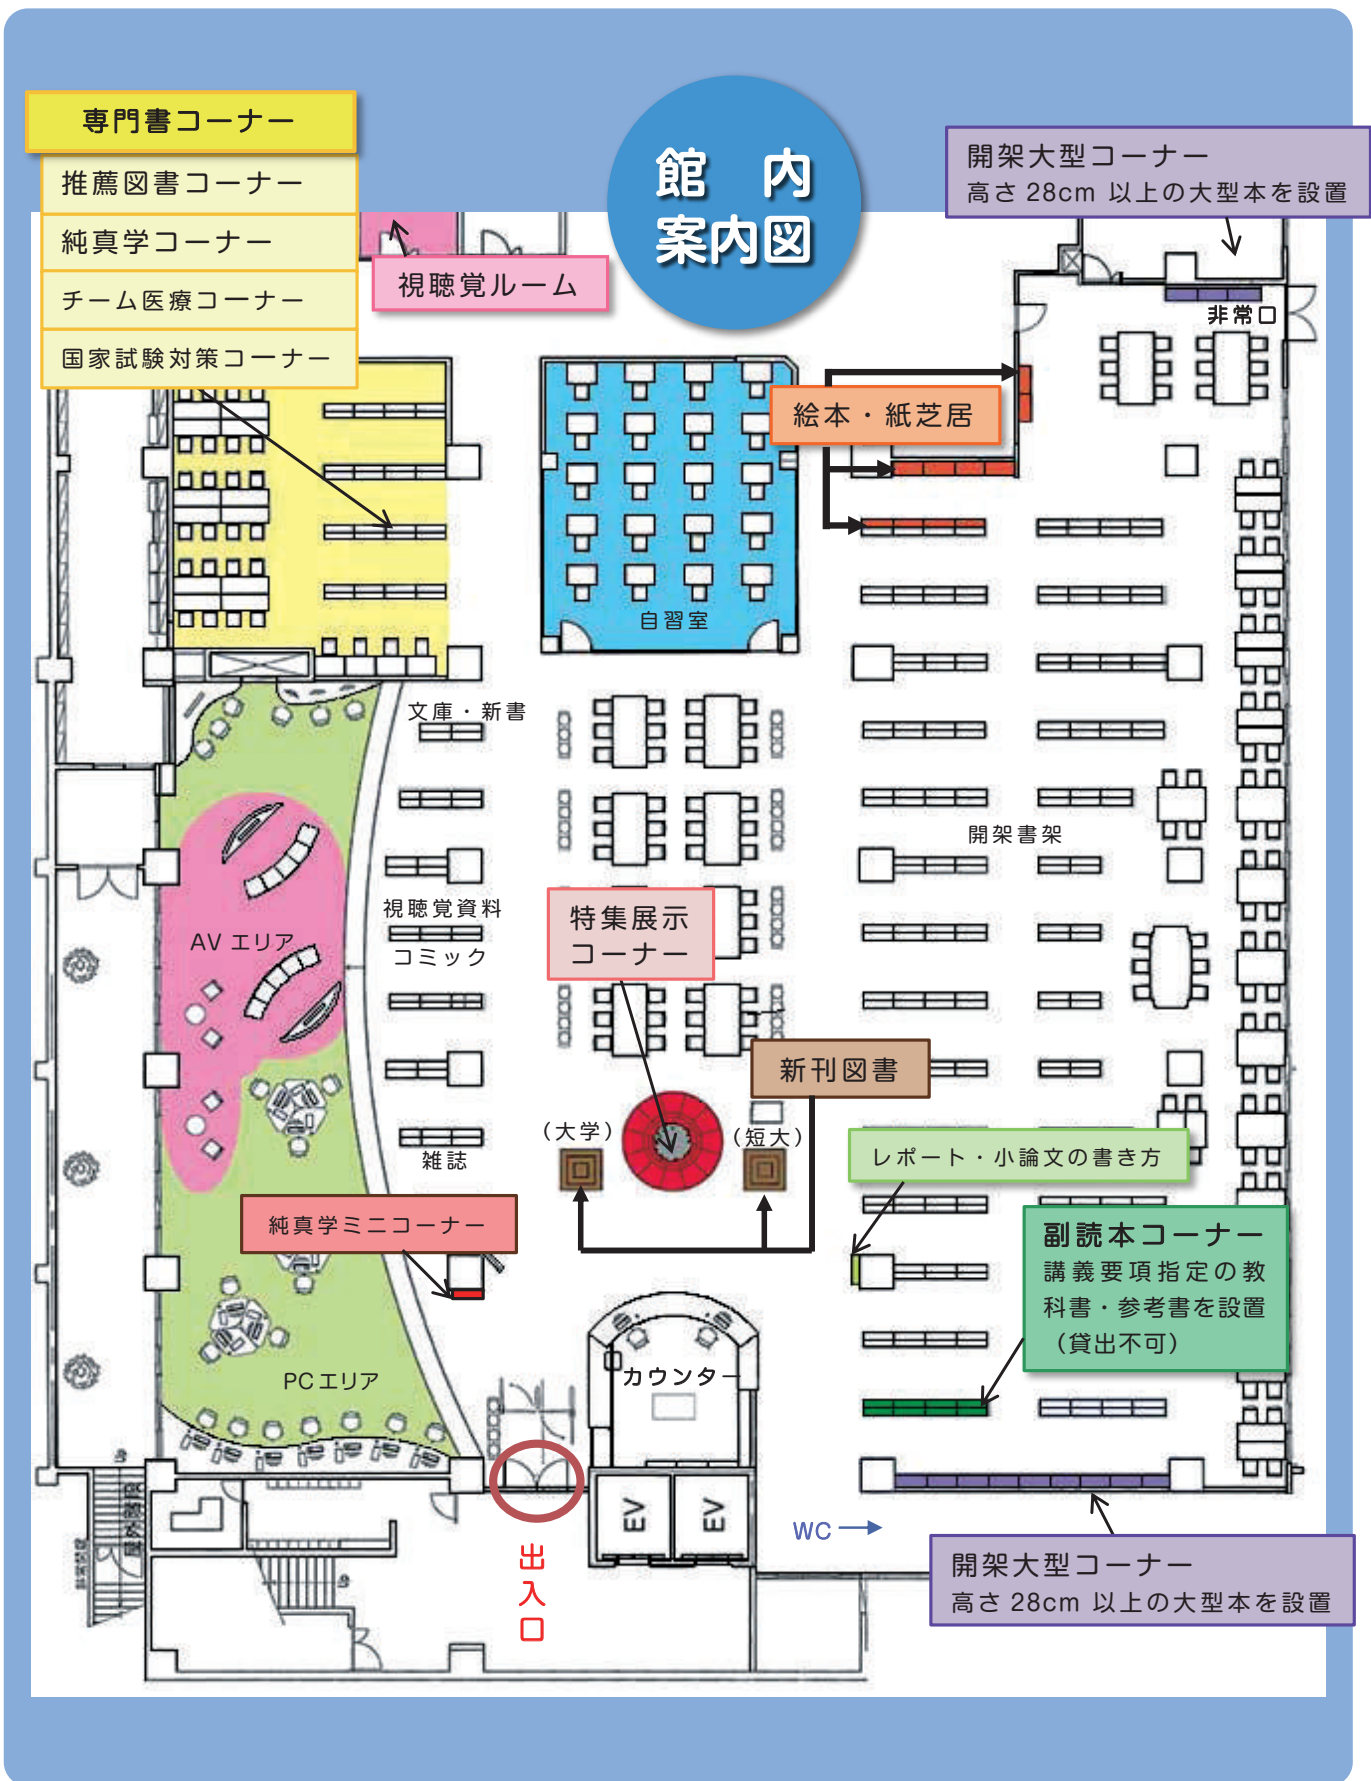 館 内
案内図
専門書コーナー
推薦図書コーナー
純真学コーナー
チーム医療コーナー
国家試験対策コーナー
視聴覚ルーム
開架大型コーナー
高さ 28cm 以上の大型本を設置
非常口
絵本・紙芝居
自習室
文庫・新書
開架書架
視聴覚資料
コミック
AV エリア
特集展示
コーナー
新刊図書
(大学)
(短大)
雑誌
レポート・小論文の書き方
純真学ミニコーナー
副読本コーナー
講義要項指定の教
科書・参考書を設置
(貸出不可)
カウンター
PC エリア
EV
EV
WC
出
入
口
屋外階段
開架大型コーナー
高さ 28cm 以上の大型本を設置